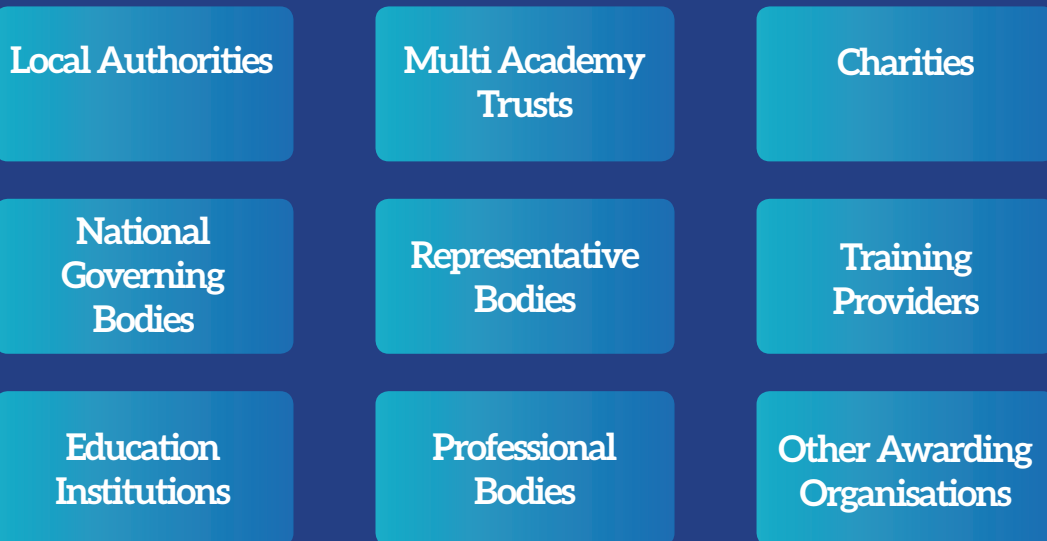 Local Authorities
Multi Academy
Trusts
Charities
National
Governing
Bodies
Representative
Bodies
Training
Providers
Education
Institutions
Professional
Bodies
Other Awarding
Organisations